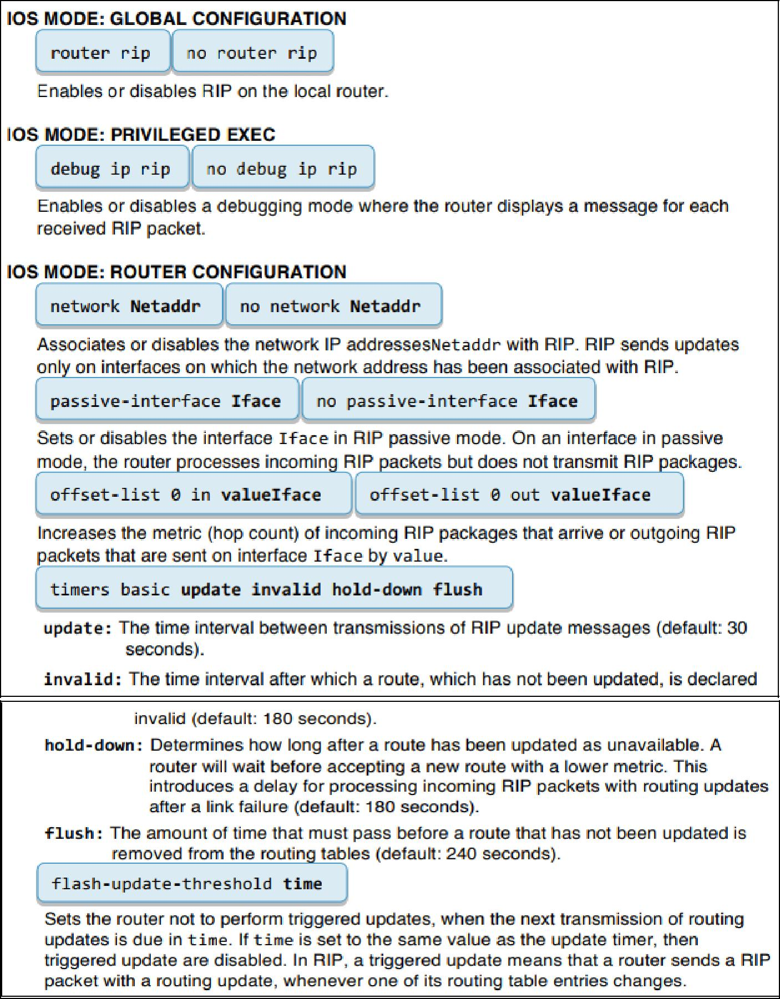 IOS MODE: GLOBAL CONFIGURATION
router rip no router rip
Enables or disables RIP on the local router.
IOS MODE: PRIVILEGED EXEC
debug ip rip no debug ip rip
Enables or disables a debugging mode where the router displays a message for each
received RIP packet.
IOS MODE: ROUTER CONFIGURATION
network Netaddr no network Netaddr
Associates or disables the network IP addressesNetaddr with RIP. RIP sends updates
only on interfaces on which the network address has been associated with RIP.
passive-interface Iface no passive-interface Iface
Sets or disables the interface Iface in RIP passive mode. On an interface in passive
mode, the router processes incoming RIP packets but does not transmit RIP packages.
offset-list 0 in valueIface offset-list 0 out valueIface
Increases the metric (hop count) of incoming RIP packages that arrive or outgoing RIP
packets that are sent on interface Iface by value.
timers basic update invalid hold-down flush
update: The time interval between transmissions of RIP update messages (default: 30
seconds).
invalid: The time interval after which a route, which has not been updated, is declared
invalid (default: 180 seconds).
hold-down: Determines how long after a route has been updated as unavailable. A
router will wait before accepting a new route with a lower metric. This
introduces a delay for processing incoming RIP packets with routing updates
after a link failure (default: 180 seconds).
flush: The amount of time that must pass before a route that has not been updated is
removed from the routing tables (default: 240 seconds).
flash-update-threshold time
Sets the router not to perform triggered updates, when the next transmission of routing
updates is due in time. If time is set to the same value as the update timer, then
triggered update are disabled. In RIP, a triggered update means that a router sends a RIP
packet with a routing update, whenever one of its routing table entries changes.